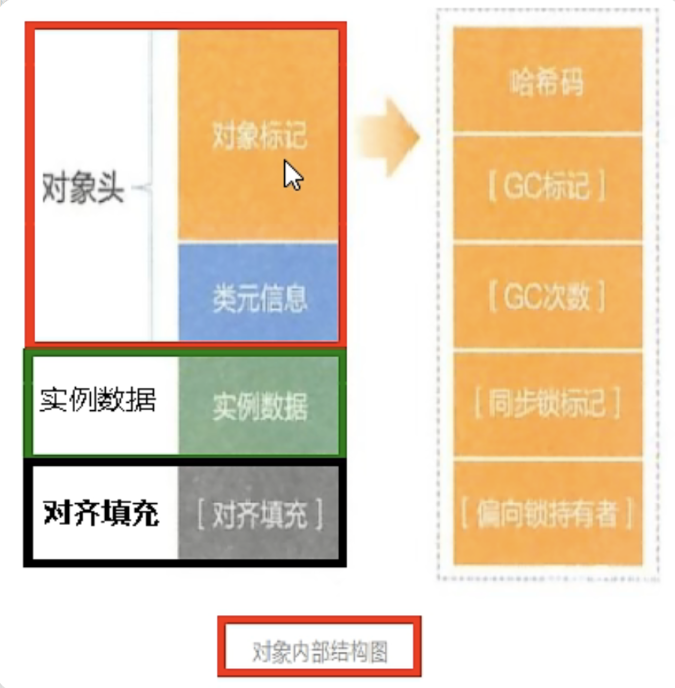 对象头
对象标记
类元信息
实例数据
实例数据
对齐填充
[ 对齐填充 ]
哈希码
[ GC标记 ]
[ GC次数 ]
[ 同步锁标记 ]
[ 偏向锁持有者 ]
对象内部结构图